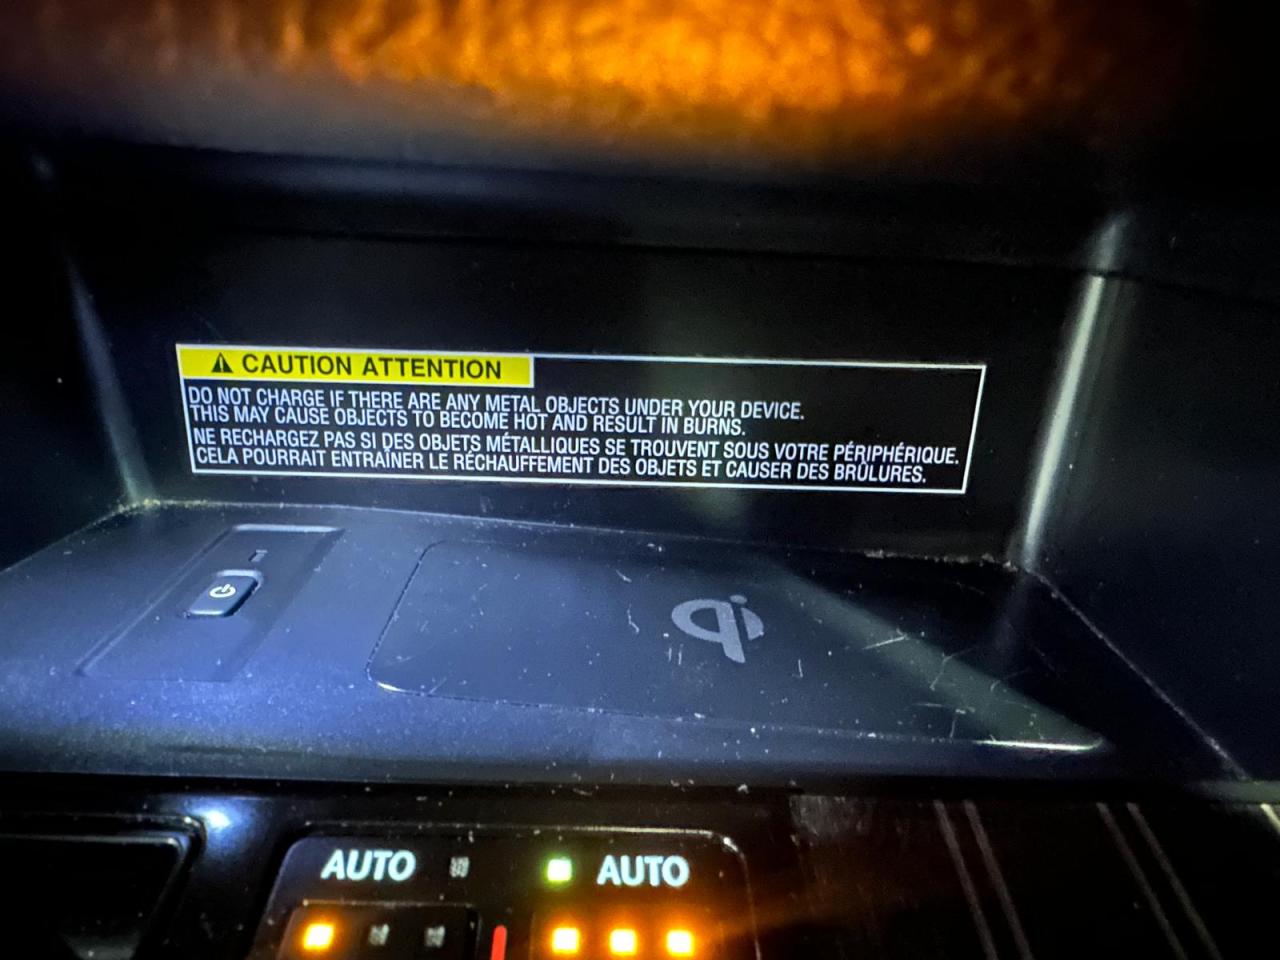 CAUTION ATTENTION
DO NOT CHARGE IF THERE ARE ANY METAL OBJECTS UNDER YOUR DEVICE.
THIS MAY CAUSE OBJECTS TO BECOME HOT AND RESULT IN BURNS.
NE RECHARGEZ PAS SI DES OBJETS MÉTALLIQUES SE TROUVENT SOUS VOTRE PÉRIPHÉRIQUE.
CELA POURRAIT ENTRAÎNER LE RÉCHAUFFEMENT DES OBJETS ET CAUSER DES BRÛLURES.
qi
AUTO AUTO